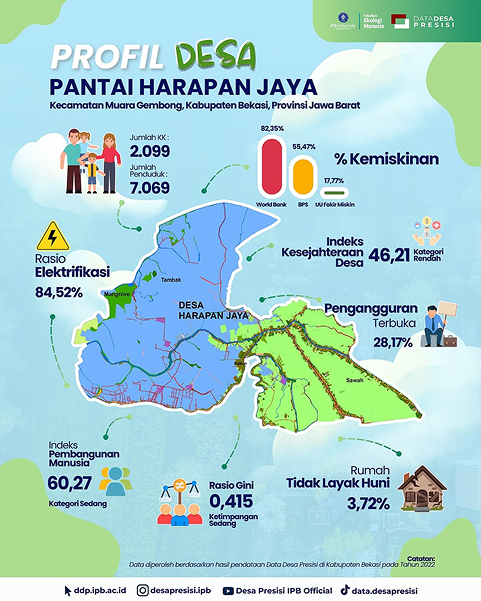 IPB University
Fakultas
Ekologi
Manusia
DATA DESA
PRESISI
PROFIL DESA
PANTAI HARAPAN JAYA
Kecamatan Muara Gembong, Kabupaten Bekasi, Provinsi Jawa Barat
Jumlah KK :
2.099
Jumlah
Penduduk :
7.069
82,35%
55,47%
17,77%
World Bank
BPS
UU Fakir Miskin
% Kemiskinan
Rasio
Elektrifikasi
84,52%
Indeks
Kesejahteraan
Desa
46,21
Kategori
Rendah
Tambak
Mangrove
DESA
HARAPAN JAYA
Sawah
Pengangguran
Terbuka
28,17%
Indeks
Pembangunan
Manusia
60,27
Kategori Sedang
Rasio Gini
0,415
Ketimpangan
Sedang
Rumah
Tidak Layak Huni
3,72%
Catatan:
Data diperoleh berdasarkan hasil pendataan Data Desa Presisi di Kabupaten Bekasi pada Tahun 2022
ddp.ipb.ac.id
desapresisi.ipb
Desa Presisi IPB Official
data.desapresisi